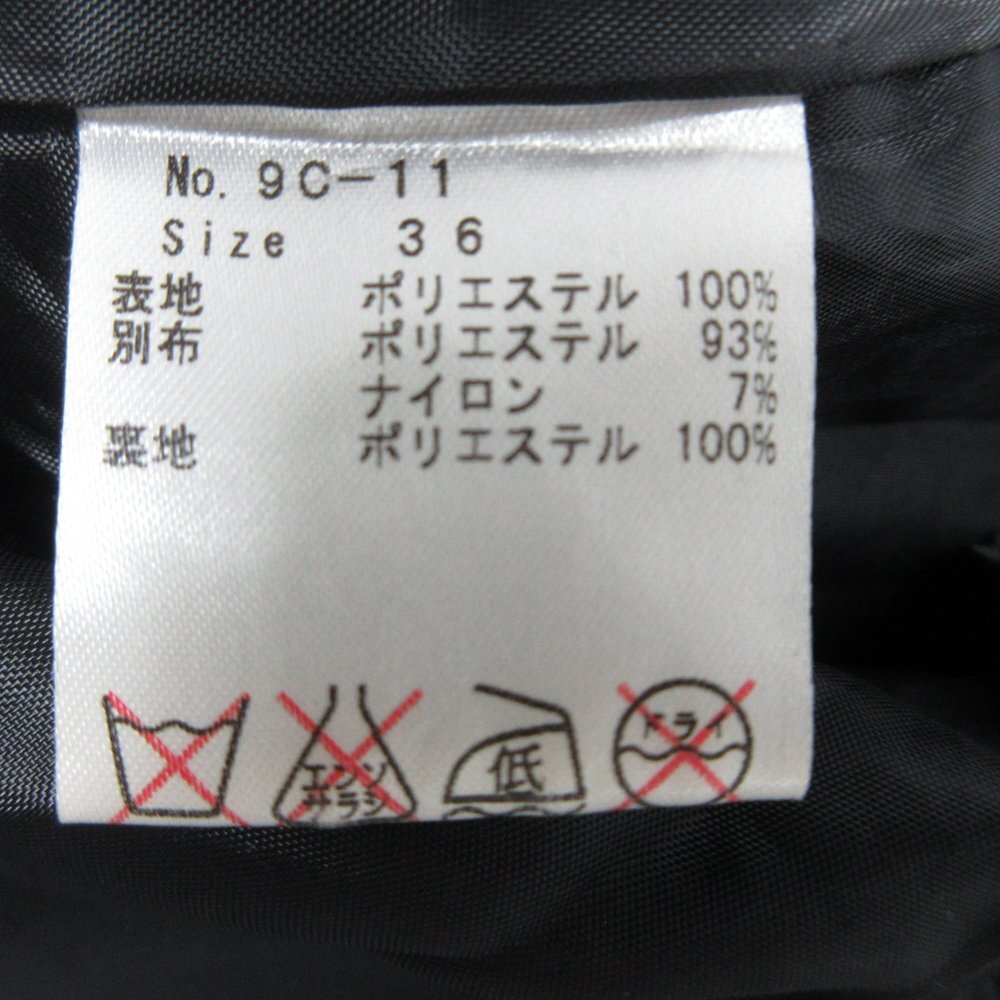 No. 9C-11
Size 36
表地 ポリエステル 100%
別布 ポリエステル 93%
ナイロン 7%
裏地 ポリエステル 100%
エンソ サラシ 低 ドライ